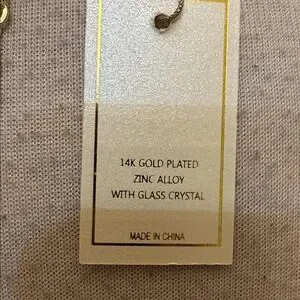 14K GOLD PLATED
ZINC ALLOY
WITH GLASS CRYSTAL
MADE IN CHINA